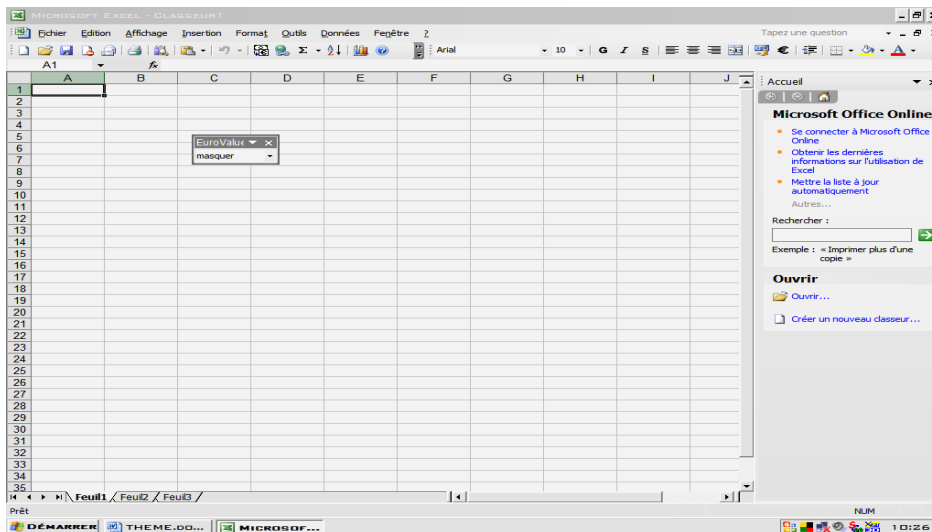 MICROSOFT EXCEL - CLASSEUR1
Fichier Edition Affichage Insertion Format Outils Données Fenêtre ? Tapez une question
Arial 10 G I S €
A1 fx
A B C D E F G H I J
1
2
3
4
5
6
7
8
9
10
11
12
13
14
15
16
17
18
19
20
21
22
23
24
25
26
27
28
29
30
31
32
33
34
35
EuroValue
masquer
Accueil
Microsoft Office Online
Se connecter à Microsoft Office
Online
Obtenir les dernières
informations sur l'utilisation de
Excel
Mettre la liste à jour
automatiquement
Autres...
Rechercher :
Exemple : « Imprimer plus d'une
copie »
Ouvrir
Ouvrir...
Créer un nouveau classeur...
Feuil1 Feuil2 Feuil3
Prêt NUM
DÉMARRER THEME.DO... MICROSOF... 10:26